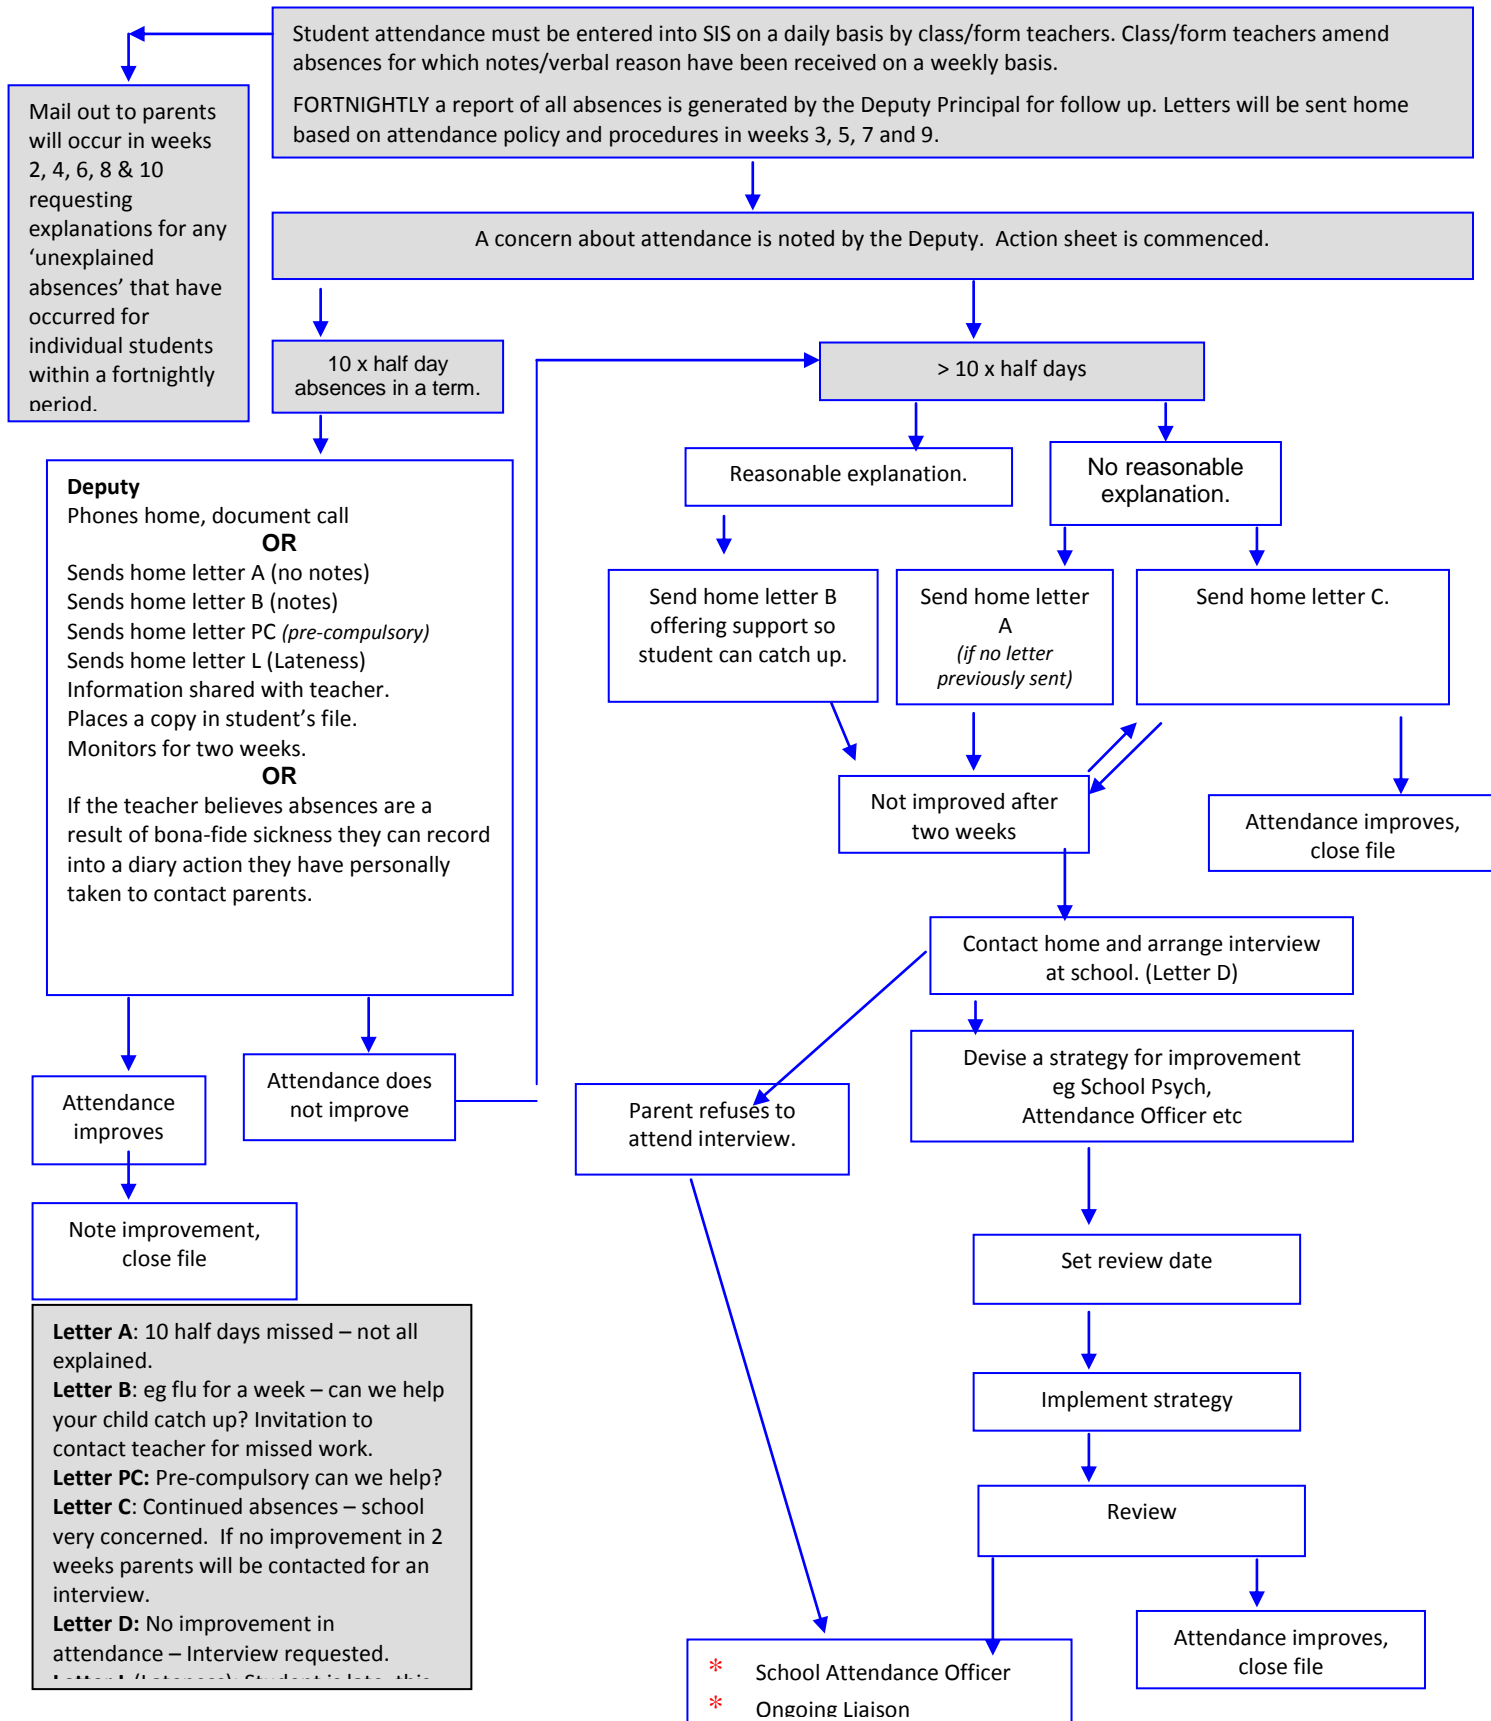 Student attendance must be entered into SIS on a daily basis by class/form teachers. Class/form teachers amend
absences for which notes/verbal reason have been received on a weekly basis.
FORTNIGHTLY a report of all absences is generated by the Deputy Principal for follow up. Letters will be sent home
based on attendance policy and procedures in weeks 3, 5, 7 and 9.
Mail out to parents
will occur in weeks
2, 4, 6, 8 & 10
requesting
explanations for any
‘unexplained
absences’ that have
occurred for
individual students
within a fortnightly
period.
A concern about attendance is noted by the Deputy.  Action sheet is commenced.
10 x half day
absences in a term.
> 10 x half days
Deputy
Phones home, document call
OR
Sends home letter A (no notes)
Sends home letter B (notes)
Sends home letter PC (pre-compulsory)
Sends home letter L (Lateness)
Information shared with teacher.
Places a copy in student’s file.
Monitors for two weeks.
OR
If the teacher believes absences are a
result of bona-fide sickness they can record
into a diary action they have personally
taken to contact parents.
Reasonable explanation.
No reasonable
explanation.
Send home letter B
offering support so
student can catch up.
Send home letter
A
(if no letter
previously sent)
Send home letter C.
Not improved after
two weeks
Attendance improves,
close file
Contact home and arrange interview
at school. (Letter D)
Devise a strategy for improvement
eg School Psych,
Attendance Officer etc
Attendance
improves
Attendance does
not improve
Parent refuses to
attend interview.
Note improvement,
close file
Set review date
Implement strategy
Review
Letter A: 10 half days missed – not all
explained.
Letter B: eg flu for a week – can we help
your child catch up? Invitation to
contact teacher for missed work.
Letter PC: Pre-compulsory can we help?
Letter C: Continued absences – school
very concerned.  If no improvement in 2
weeks parents will be contacted for an
interview.
Letter D: No improvement in
attendance – Interview requested.
Letter L (Lateness): Student is late, this
Attendance improves,
close file
* School Attendance Officer
* Ongoing Liaison